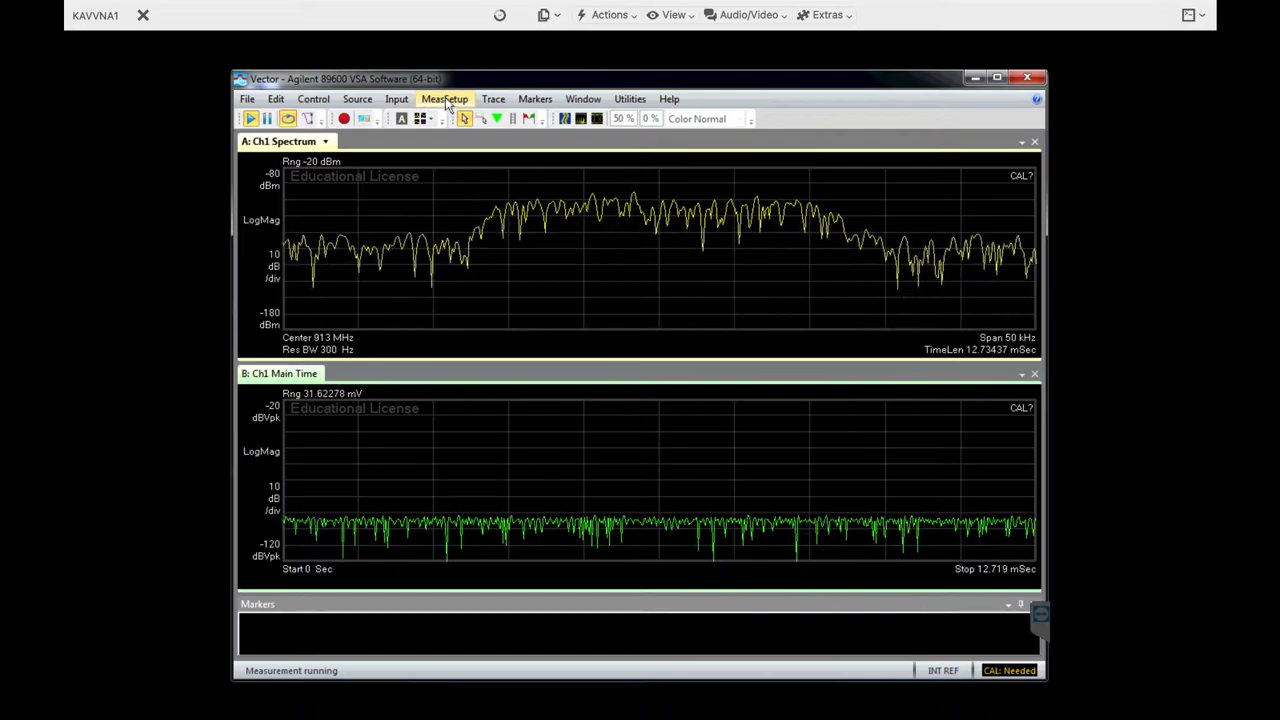 KAVVNA1
Actions View Audio/Video Extras
Vector - Agilent 89600 VSA Software (64-bit)
File Edit Control Source Input MeasSetup Trace Markers Window Utilities Help
A 50 % 0 % Color Normal
A: Ch1 Spectrum
Rng -20 dBm
-80
dBm
Educational License
CAL?
LogMag
10
dB
/div
-180
dBm
Center 913 MHz
Span 50 kHz
Res BW 300 Hz
TimeLen 12.73437 mSec
B: Ch1 Main Time
Rng 31.62278 mV
-20
dBVpk
Educational License
CAL?
LogMag
10
dB
/div
-120
dBVpk
Start 0 Sec
Stop 12.719 mSec
Markers
Measurement running
INT REF
CAL: Needed